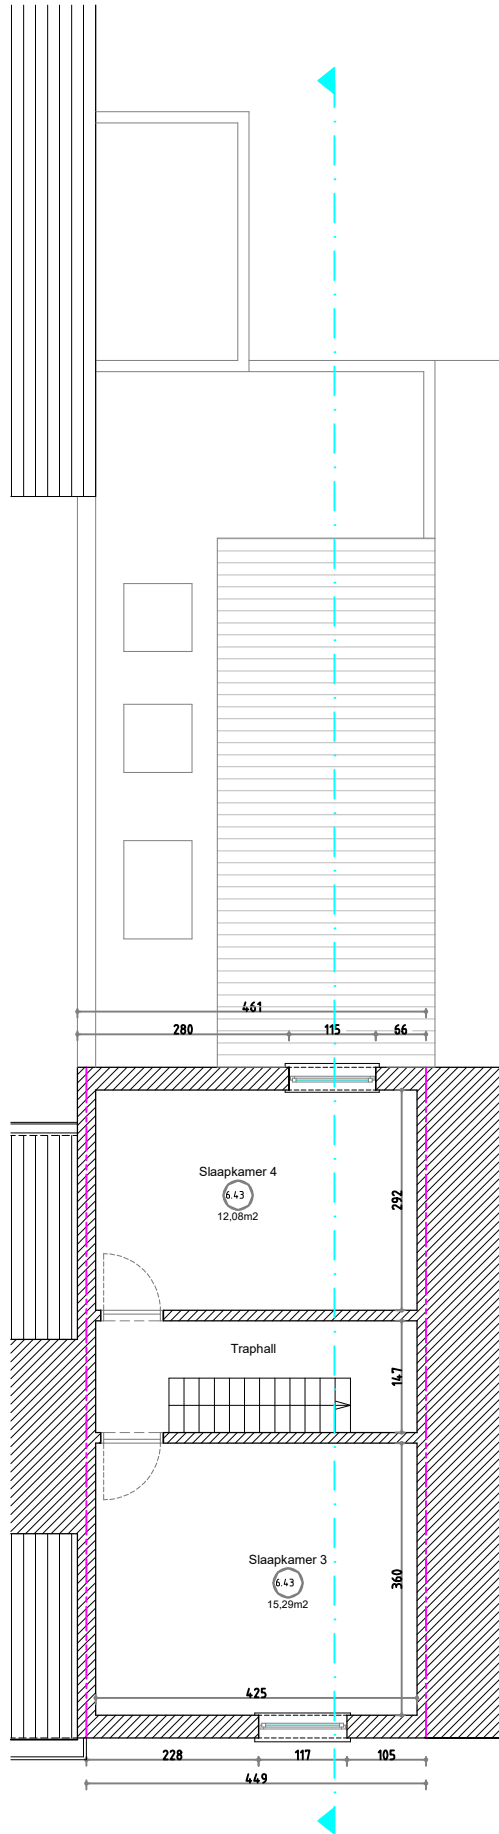 461
280 115 66
Slaapkamer 4
6.43
12,08m2
292
Traphall
147
Slaapkamer 3
6.43
15,29m2
360
425
228 117 105
449